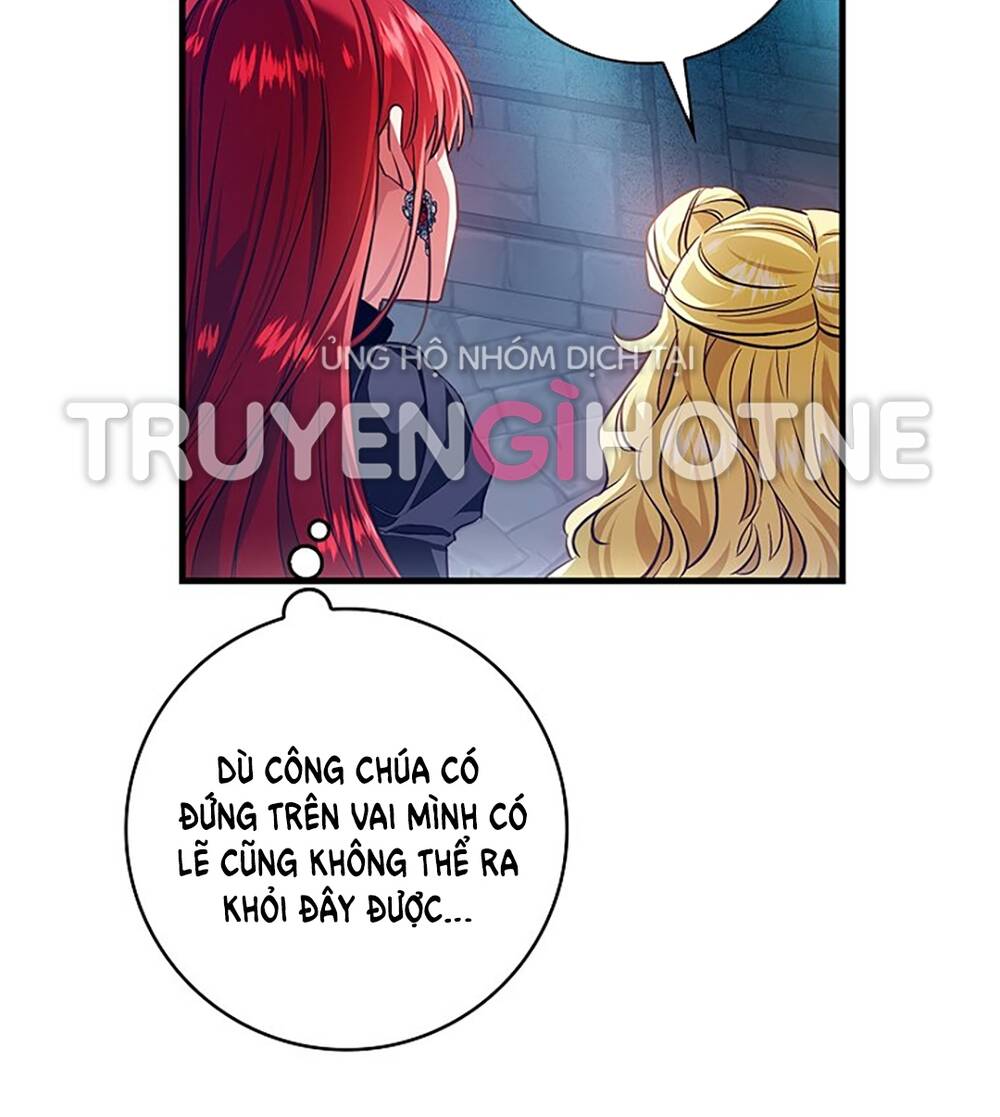 ỦNG HỘ NHÓM DỊCH TẠI
TRUYENGÌHOTNE
DÙ CÔNG CHÚA CÓ
ĐỨNG TRÊN VAI MÌNH CÓ
LẼ CŨNG KHÔNG THỂ RA
KHỎI ĐÂY ĐƯỢC...